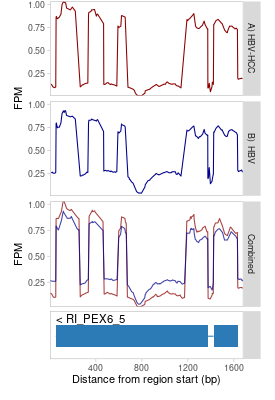 1.00
0.75
0.50
0.25
A) HBV-HCC
FPM
1.00
0.75
0.50
0.25
B) HBV
1.00
0.75
0.50
0.25
Combined
FPM
< RI_PEX6_5
400 800 1200 1600
Distance from region start (bp)